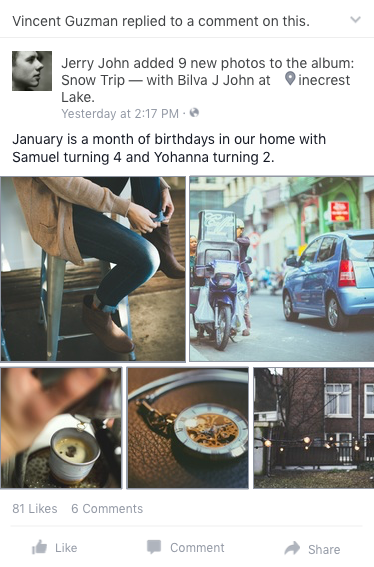 Vincent Guzman replied to a comment on this.
Jerry John added 9 new photos to the album:
Snow Trip — with Bilva J John at inecrest
Lake.
Yesterday at 2:17 PM ·
January is a month of birthdays in our home with
Samuel turning 4 and Yohanna turning 2.
81 Likes 6 Comments
Like Comment Share